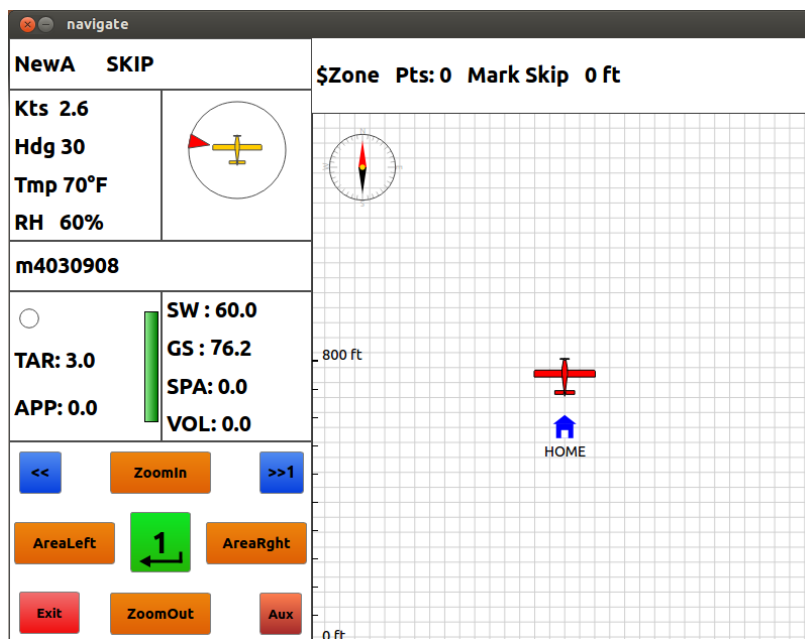 navigate
NewA SKIP
$Zone Pts: 0 Mark Skip 0 ft
Kts 2.6
Hdg 30
Tmp 70°F
RH 60%
m4030908
SW : 60.0
GS : 76.2
TAR: 3.0
SPA: 0.0
APP: 0.0
VOL: 0.0
<< ZoomIn >>1
AreaLeft 1 AreaRght
Exit ZoomOut Aux
N
800 ft
HOME
0 ft